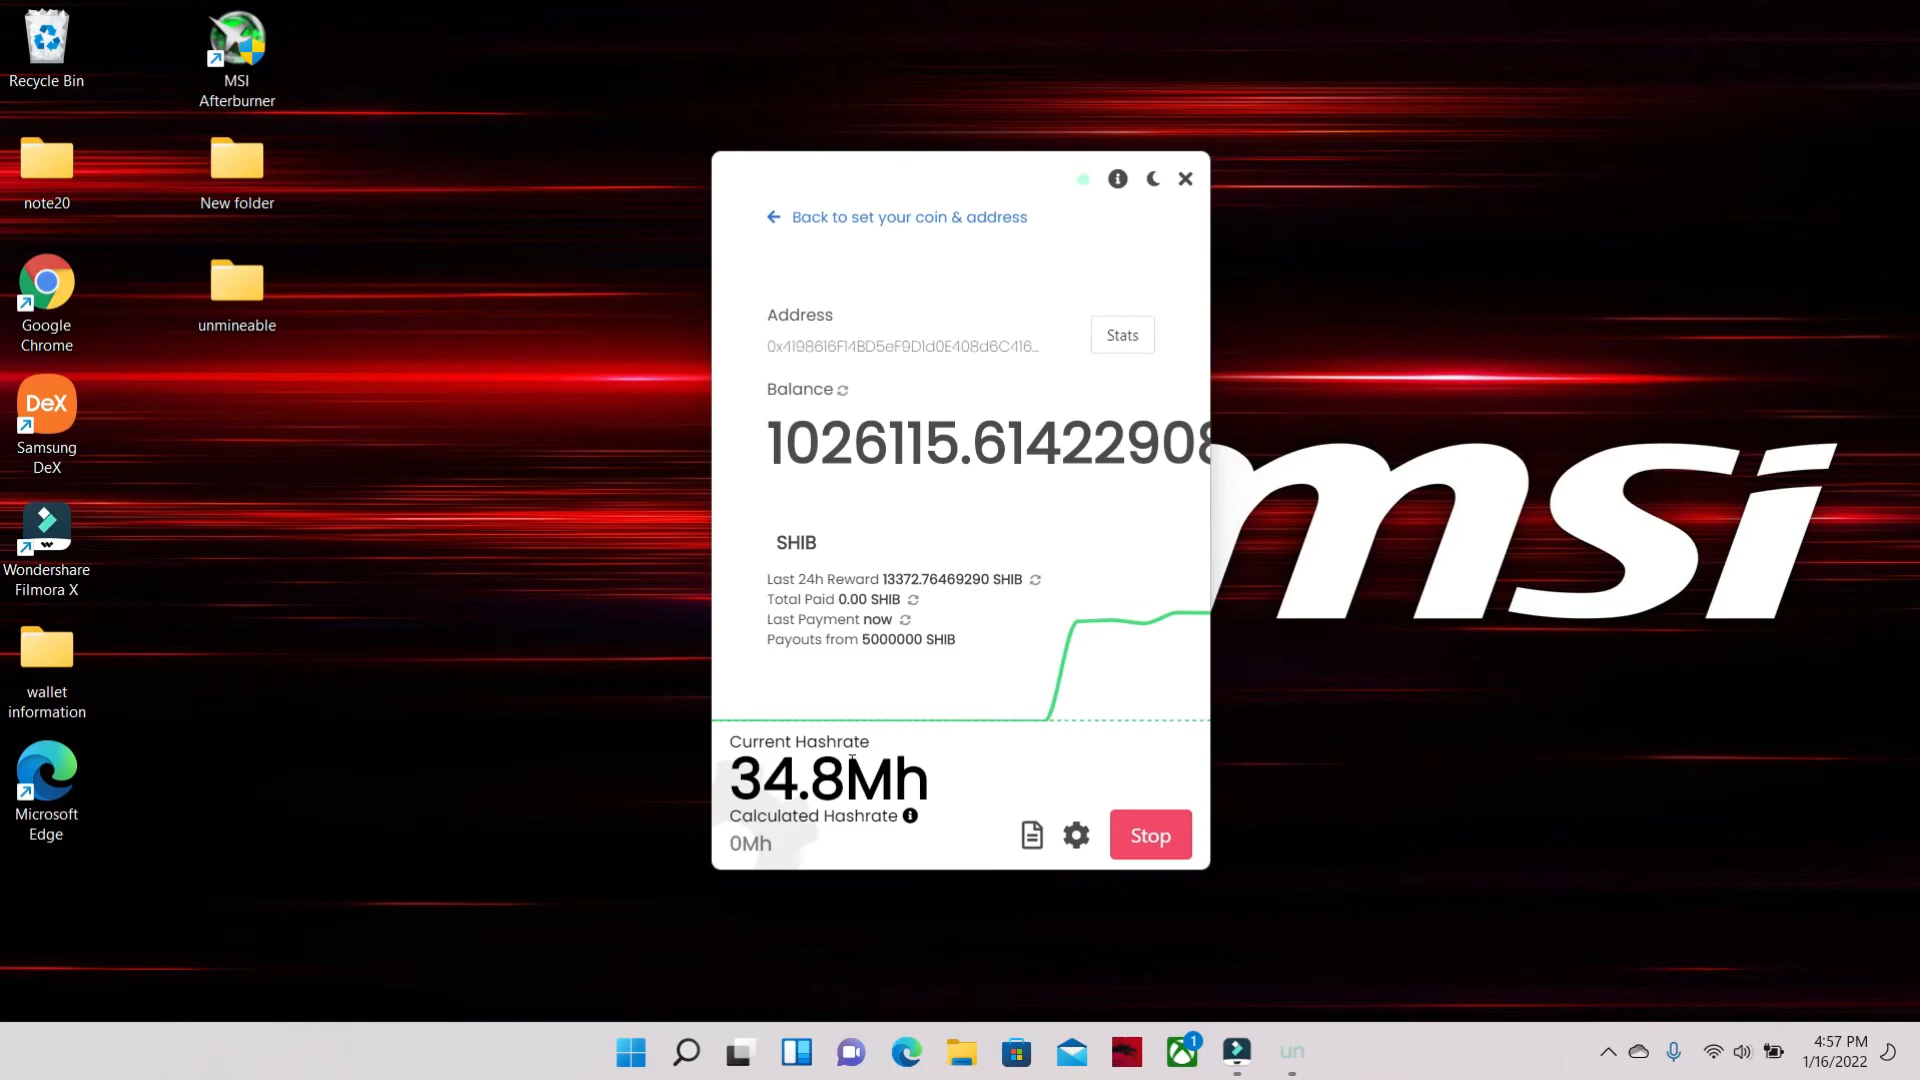 Recycle Bin
MSI
Afterburner
note20
New folder
Google
Chrome
unmineable
DeX
Samsung
DeX
Wondershare
Filmora X
wallet
information
Microsoft
Edge
Back to set your coin & address
Address
0x4198616F14BD5eF9D1d0E408d6C416...
Stats
Balance
1026115.61422908
SHIB
Last 24h Reward 13372.76469290 SHIB
Total Paid 0.00 SHIB
Last Payment now
Payouts from 5000000 SHIB
Current Hashrate
34.8Mh
Calculated Hashrate
0Mh
Stop
msi
1
un
4:57 PM
1/16/2022